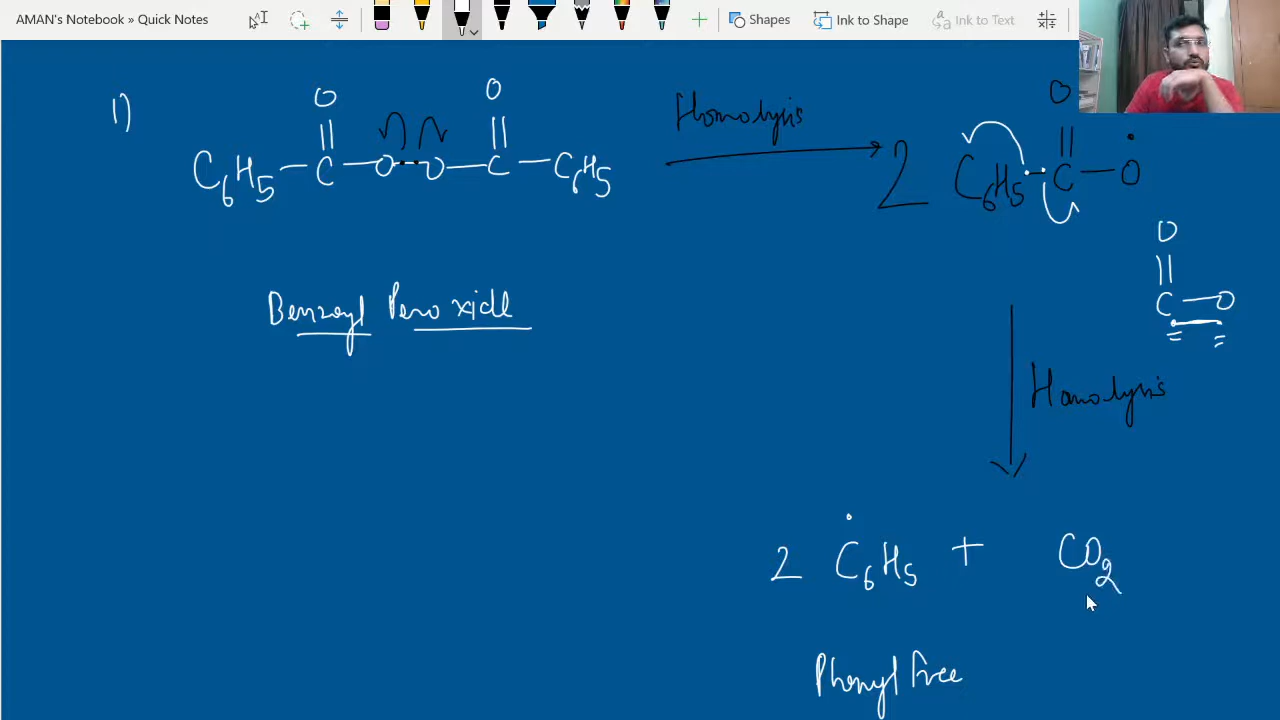 AMAN's Notebook » Quick Notes
Shapes
Ink to Shape
Ink to Text
1)
O O
|| ||
C6H5 — C — O — O — C — C6H5
Homolysis
O
||
2 C6H5 — C — O
O
||
C — O
Benzoyl Peroxide
Homolysis
2 C6H5 + CO2
Phenyl Free